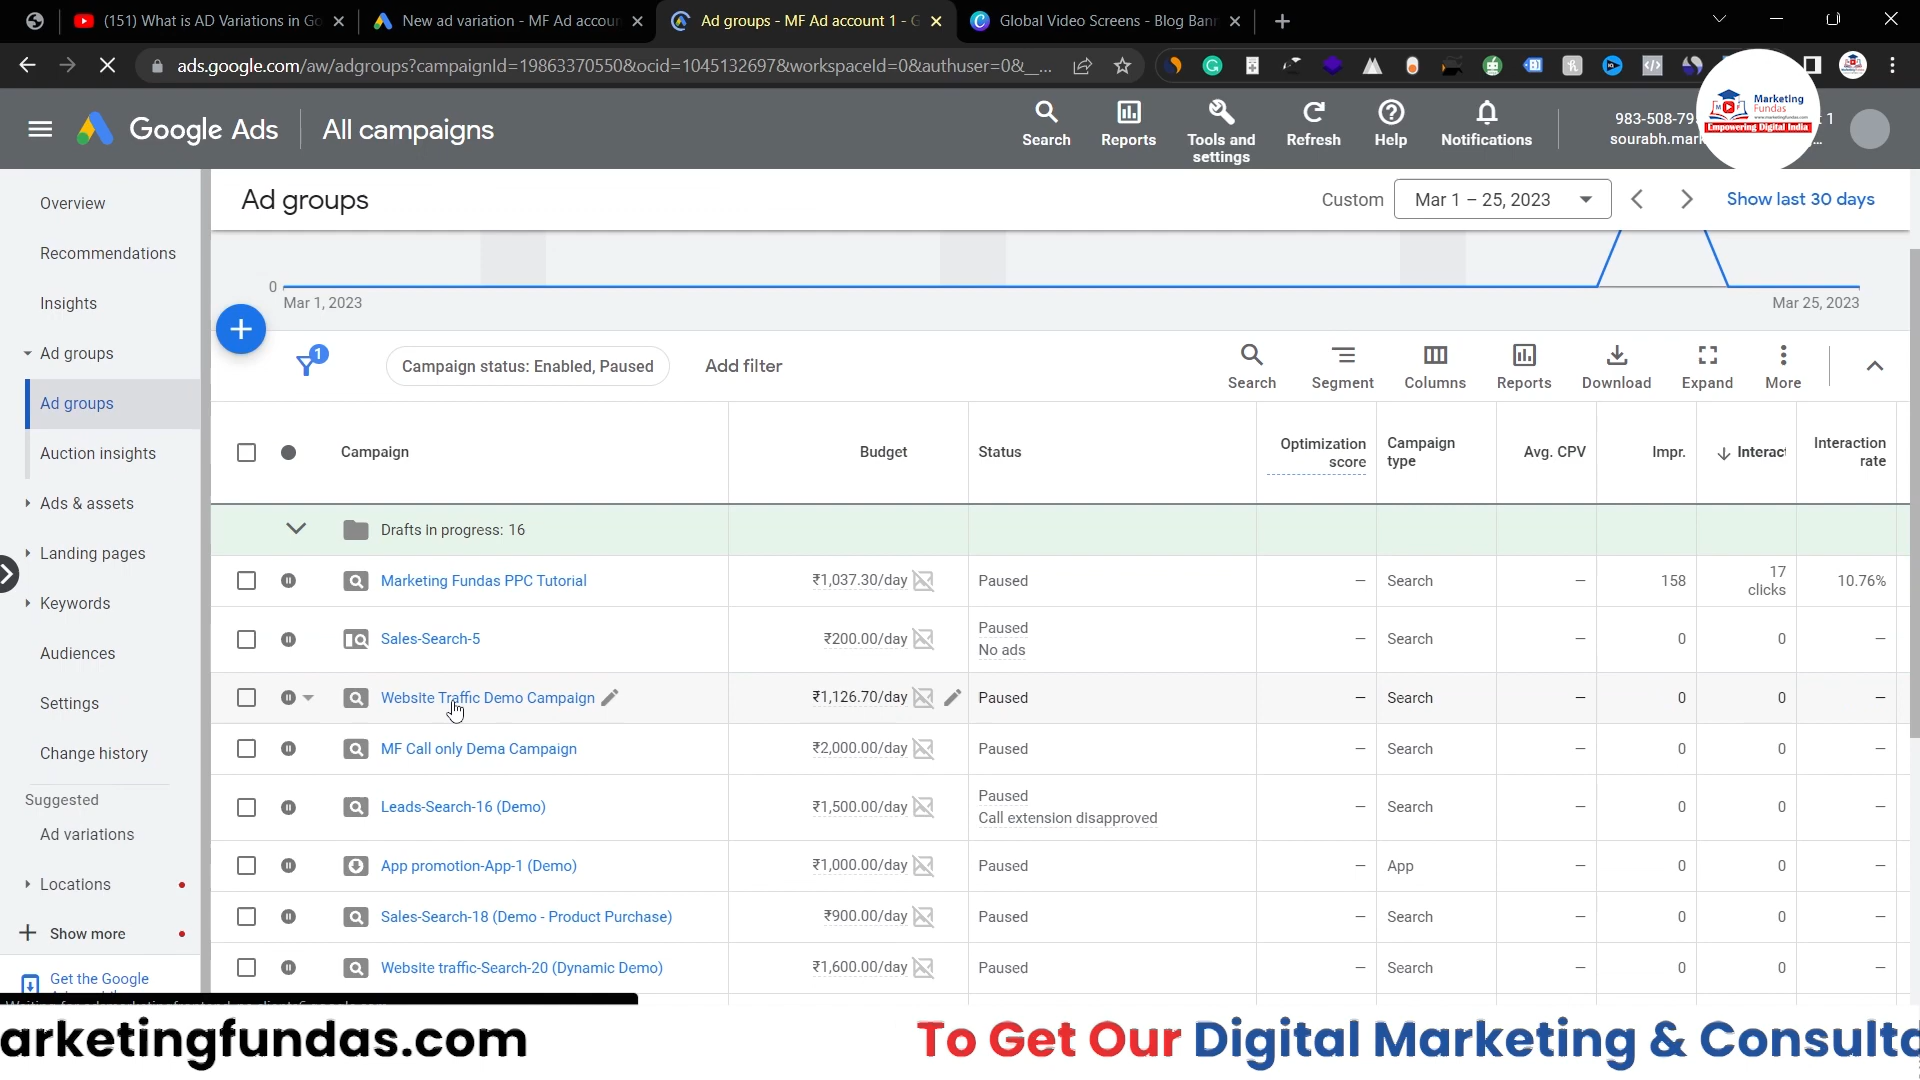 (151) What is AD Variations in Go
New ad variation - MF Ad accoun
Ad groups - MF Ad account 1 - G
Global Video Screens - Blog Bann
ads.google.com/aw/adgroups?campaignId=19863370550&ocid=1045132697&workspaceId=0&authuser=0&__...
Google Ads
All campaigns
Search
Reports
Tools and settings
Refresh
Help
Notifications
983-508-79
1
sourabh.mar
...
Marketing
Fundas
www.marketingfundas.com
Empowering Digital India
Overview
Recommendations
Insights
Ad groups
Ad groups
Auction insights
Ads & assets
Landing pages
Keywords
Audiences
Settings
Change history
Suggested
Ad variations
Locations
Show more
Get the Google
Ad groups
Custom
Mar 1 – 25, 2023
Show last 30 days
0
Mar 1, 2023
Mar 25, 2023
1
Campaign status: Enabled, Paused
Add filter
Search
Segment
Columns
Reports
Download
Expand
More
Campaign Budget Status Optimization score Campaign type Avg. CPV Impr. Interact Interaction rate
Drafts in progress: 16
Marketing Fundas PPC Tutorial ₹1,037.30/day Paused — Search — 158 17 clicks 10.76%
Sales-Search-5 ₹200.00/day Paused No ads — Search — 0 0 —
Website Traffic Demo Campaign ₹1,126.70/day Paused — Search — 0 0 —
MF Call only Dema Campaign ₹2,000.00/day Paused — Search — 0 0 —
Leads-Search-16 (Demo) ₹1,500.00/day Paused Call extension disapproved — Search — 0 0 —
App promotion-App-1 (Demo) ₹1,000.00/day Paused — App — 0 0 —
Sales-Search-18 (Demo - Product Purchase) ₹900.00/day Paused — Search — 0 0 —
Website traffic-Search-20 (Dynamic Demo) ₹1,600.00/day Paused — Search — 0 0 —
arketingfundas.com
To Get Our Digital Marketing & Consulta